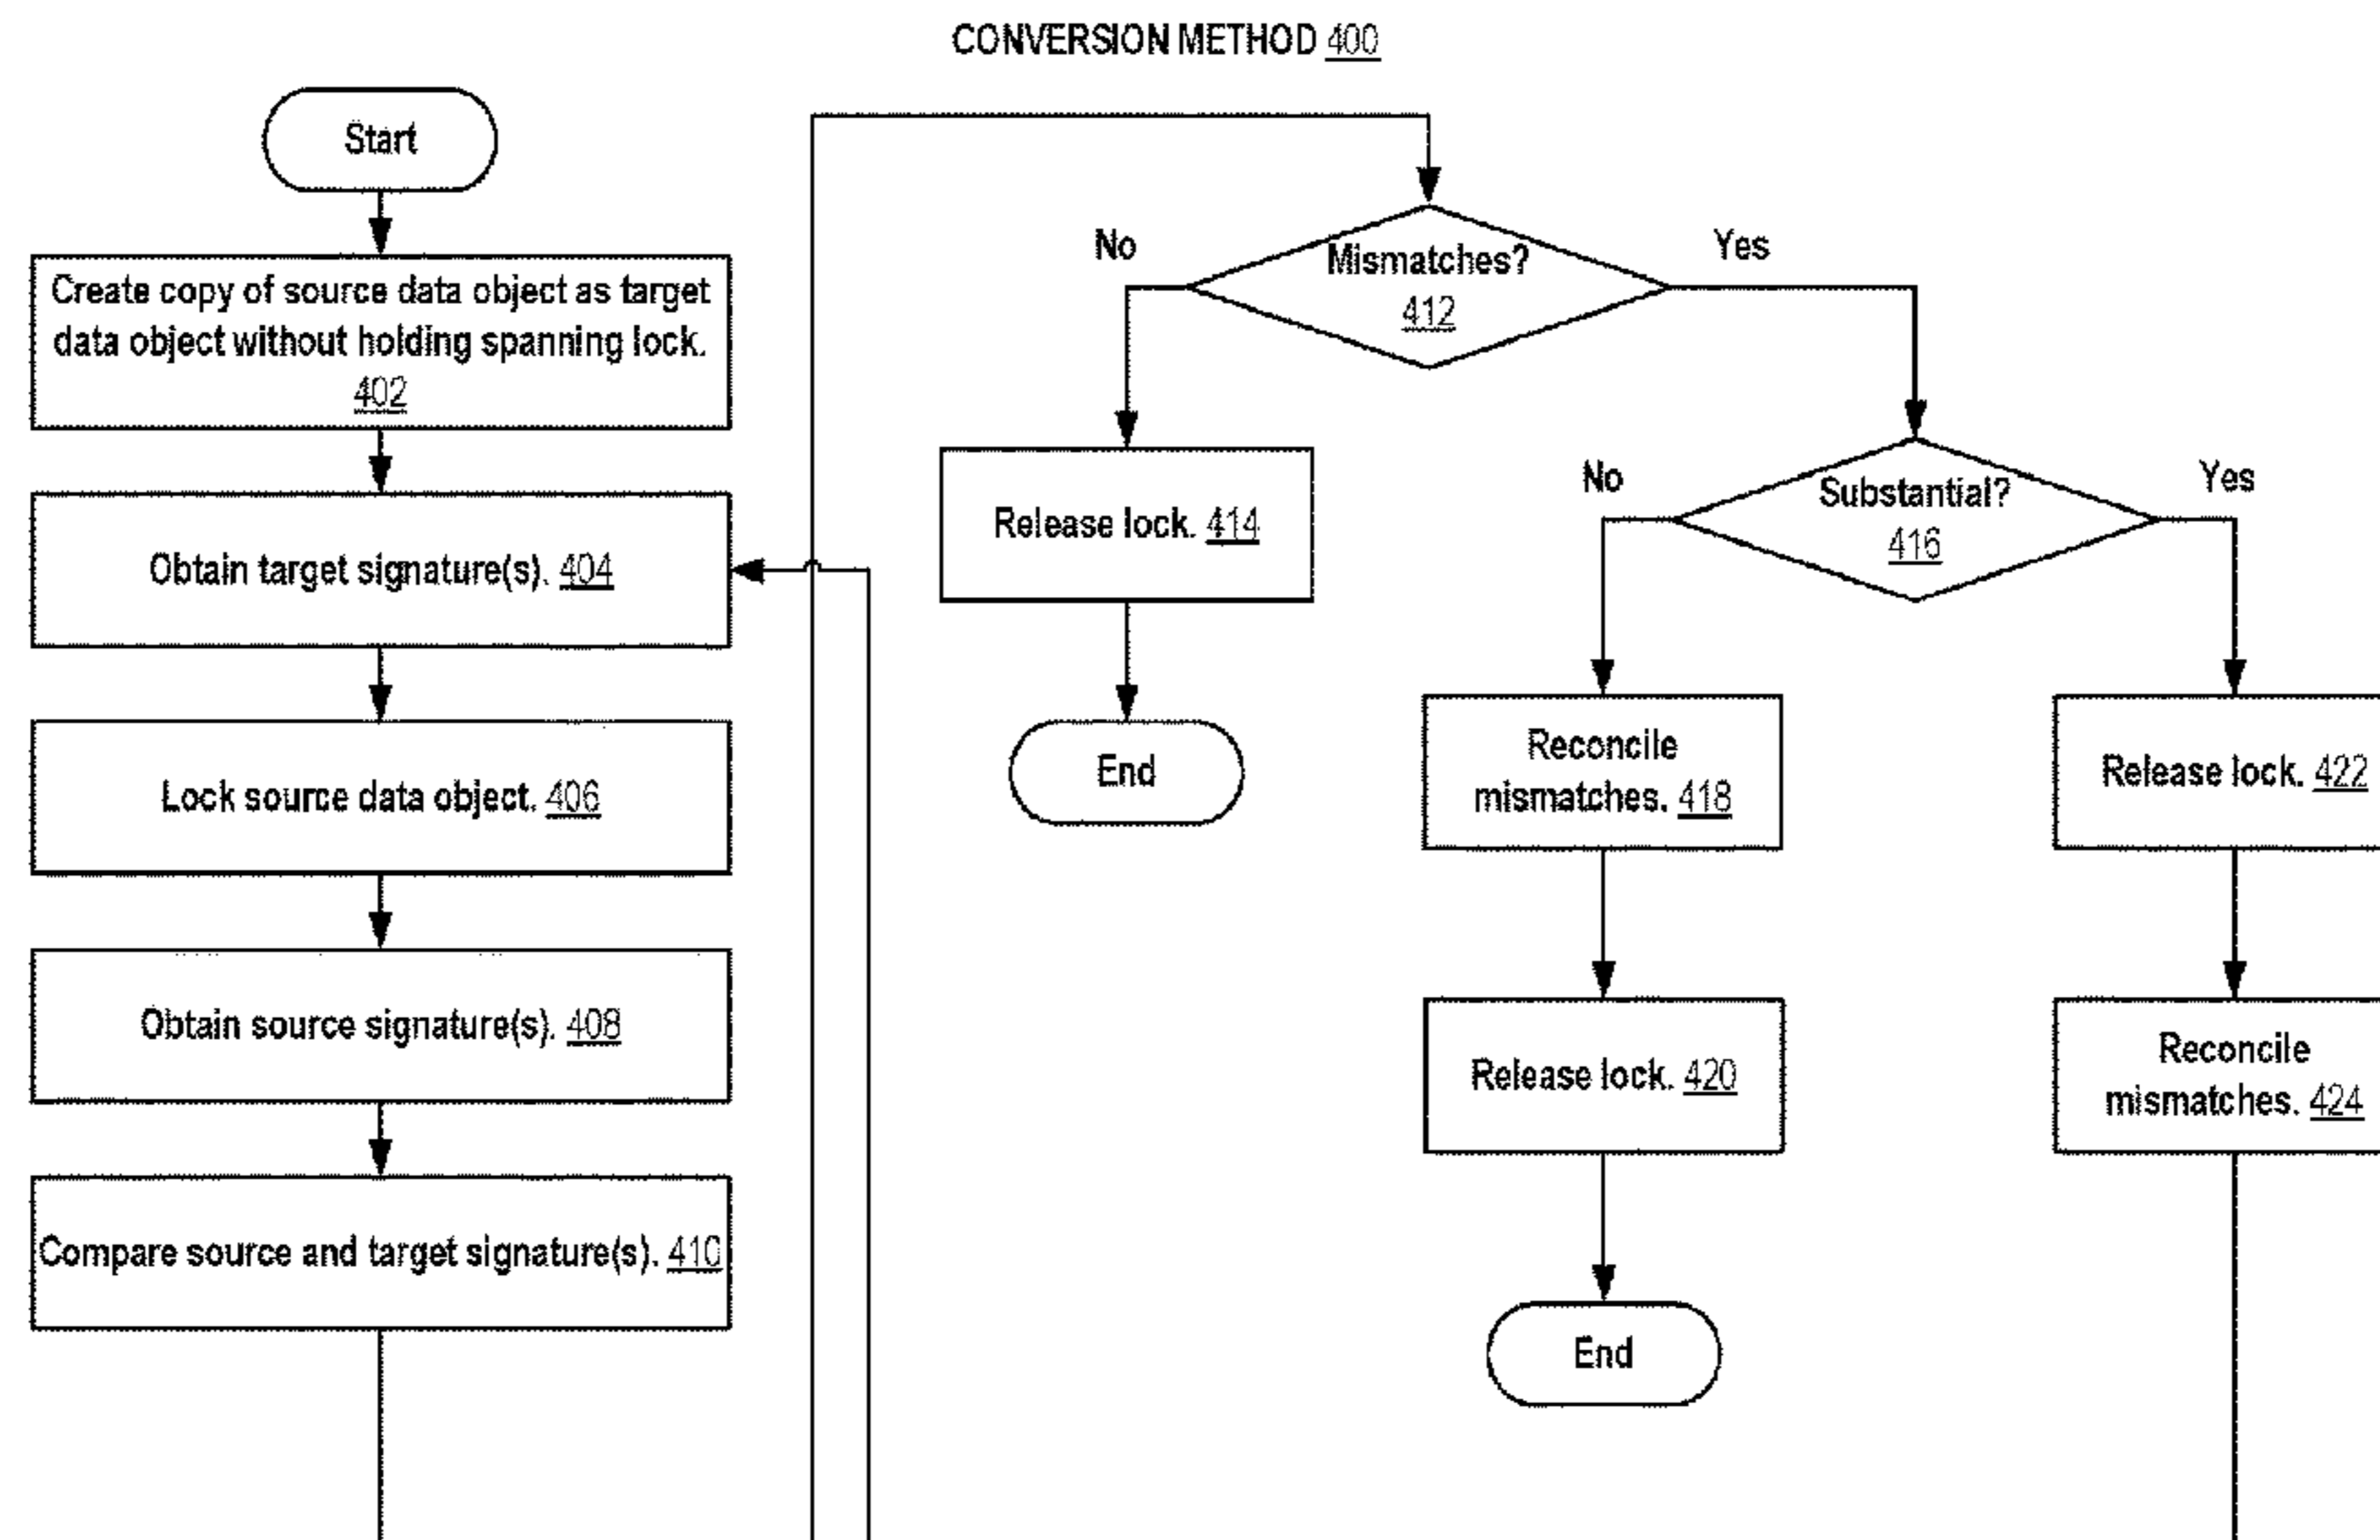 CONVERSION METHOD 400
Start
Create copy of source data object as target
data object without holding spanning lock.
402
Obtain target signature(s). 404
Lock source data object. 406
Obtain source signature(s). 408
Compare source and target signature(s). 410
No
Mismatches?
412
Yes
Release lock. 414
End
No
Substantial?
416
Yes
Reconcile
mismatches. 418
Release lock. 420
End
Release lock. 422
Reconcile
mismatches. 424